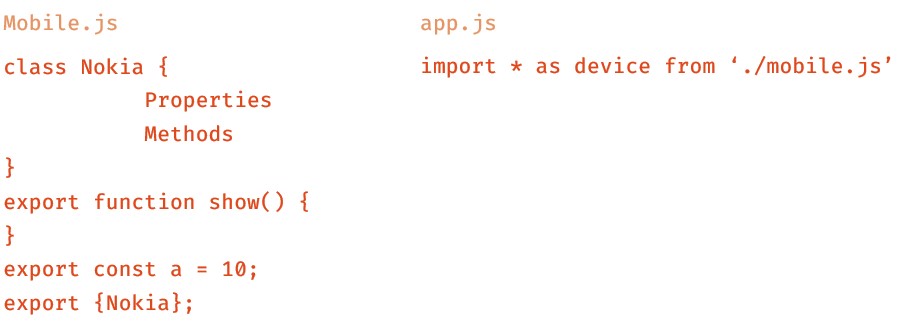 Mobile.js
class Nokia {
Properties
Methods
}
export function show() {
}
export const a = 10;
export {Nokia};
app.js
import * as device from ‘./mobile.js’